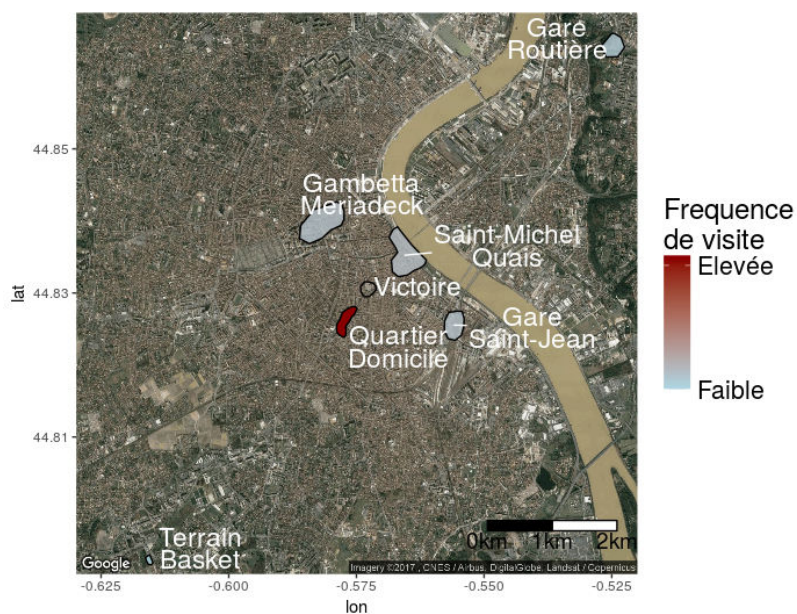 Gare
Routière
44.85
Gambetta
Meriadeck
Saint-Michel
Quais
Frequence
de visite
Elevée
Faible
lat
44.83
Victoire
Quartier
Domicile
Gare
Saint-Jean
44.81
Terrain
Basket
0km 1km 2km
Google
Imagery ©2017 , CNES / Airbus, DigitalGlobe, Landsat / Copernicus
-0.625 -0.600 -0.575 -0.550 -0.525
lon